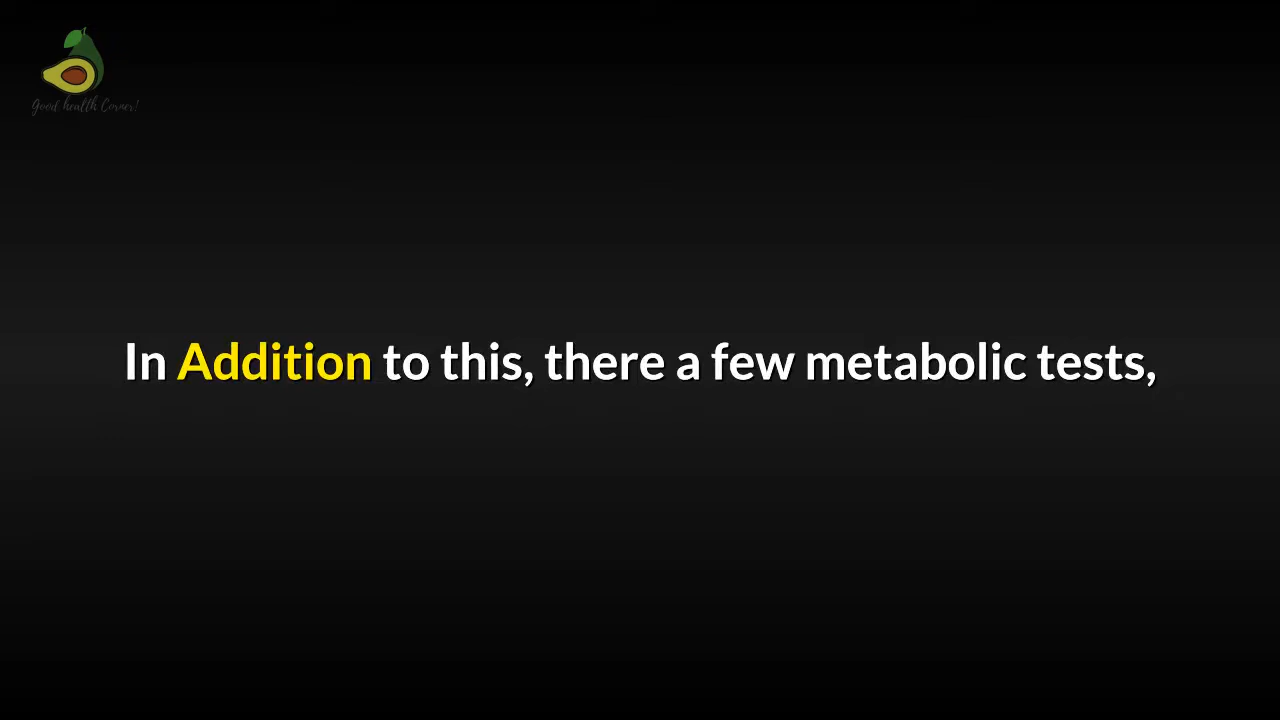 Good health Corner!
In Addition to this, there a few metabolic tests,